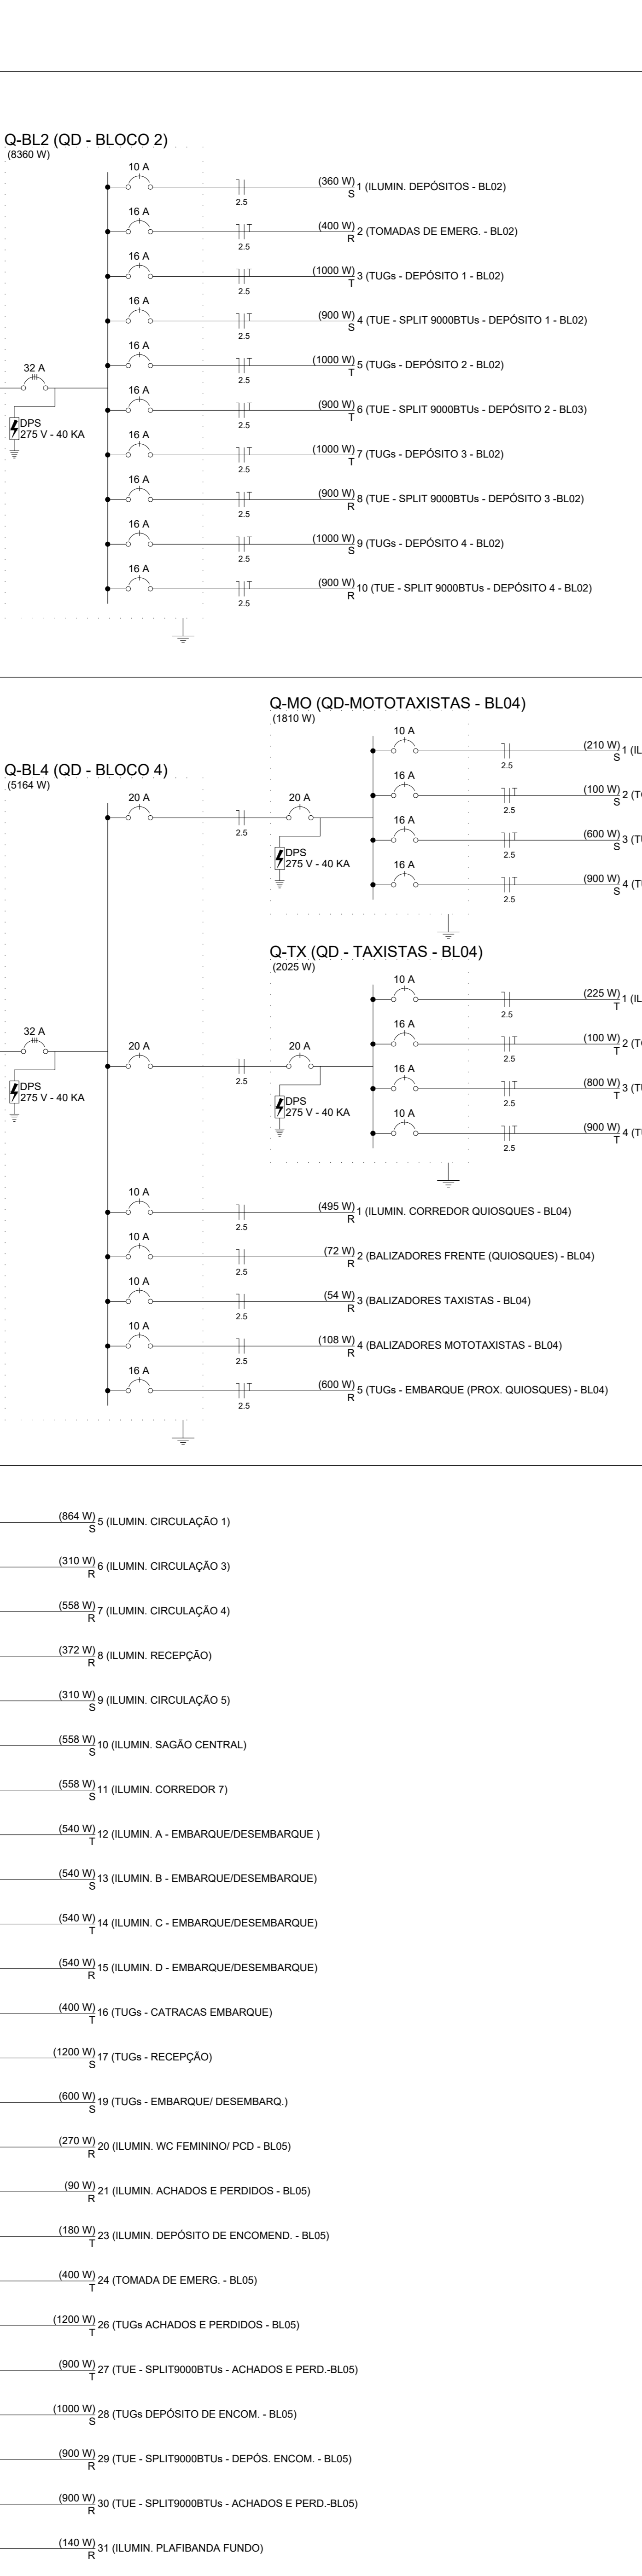 Q-BL2 (QD - BLOCO 2)
(8360 W)
32 A
DPS
275 V - 40 KA
10 A
2.5
(360 W)
S
1 (ILUMIN. DEPÓSITOS - BL02)
16 A
2.5
(400 W)
R
2 (TOMADAS DE EMERG. - BL02)
16 A
2.5
(1000 W)
T
3 (TUGs - DEPÓSITO 1 - BL02)
16 A
2.5
(900 W)
S
4 (TUE - SPLIT 9000BTUs - DEPÓSITO 1 - BL02)
16 A
2.5
(1000 W)
T
5 (TUGs - DEPOSITO 2 - BL02)
16 A
2.5
(900 W)
T
6 (TUE - SPLIT 9000BTUs - DEPÓSITO 2 - BL03)
16 A
2.5
(1000 W)
T
7 (TUGs - DEPÓSITO 3 - BL02)
16 A
2.5
(900 W)
R
8 (TUE - SPLIT 9000BTUs - DEPÓSITO 3 -BL02)
16 A
2.5
(1000 W)
S
9 (TUGs - DEPÓSITO 4 - BL02)
16 A
2.5
(900 W)
R
10 (TUE - SPLIT 9000BTUs - DEPÓSITO 4 - BL02)
Q-BL4 (QD - BLOCO 4)
(5164 W)
32 A
DPS
275 V - 40 KA
20 A
2.5
Q-MO (QD-MOTOTAXISTAS - BL04)
(1810 W)
20 A
DPS
275 V - 40 KA
10 A
2.5
(210 W)
S
1 (IL
16 A
2.5
(100 W)
S
2 (T
16 A
2.5
(600 W)
S
3 (T
16 A
2.5
(900 W)
S
4 (T
20 A
2.5
Q-TX (QD - TAXISTAS - BL04)
(2025 W)
20 A
DPS
275 V - 40 KA
10 A
2.5
(225 W)
T
1 (IL
16 A
2.5
(100 W)
T
2 (T
16 A
2.5
(800 W)
T
3 (T
10 A
2.5
(900 W)
T
4 (T
10 A
2.5
(495 W)
R
1 (ILUMIN. CORREDOR QUIOSQUES - BL04)
10 A
2.5
(72 W)
R
2 (BALIZADORES FRENTE (QUIOSQUES) - BL04)
10 A
2.5
(54 W)
R
3 (BALIZADORES TAXISTAS - BL04)
10 A
2.5
(108 W)
R
4 (BALIZADORES MOTOTAXISTAS - BL04)
16 A
2.5
(600 W)
R
5 (TUGs - EMBARQUE (PROX. QUIOSQUES) - BL04)
(864 W)
S
5 (ILUMIN. CIRCULAÇÃO 1)
(310 W)
R
6 (ILUMIN. CIRCULAÇÃO 3)
(558 W)
R
7 (ILUMIN. CIRCULAÇÃO 4)
(372 W)
R
8 (ILUMIN. RECEPÇÃO)
(310 W)
S
9 (ILUMIN. CIRCULAÇÃO 5)
(558 W)
S
10 (ILUMIN. SAGÃO CENTRAL)
(558 W)
S
11 (ILUMIN. CORREDOR 7)
(540 W)
T
12 (ILUMIN. A - EMBARQUE/DESEMBARQUE )
(540 W)
S
13 (ILUMIN. B - EMBARQUE/DESEMBARQUE)
(540 W)
T
14 (ILUMIN. C - EMBARQUE/DESEMBARQUE)
(540 W)
R
15 (ILUMIN. D - EMBARQUE/DESEMBARQUE)
(400 W)
T
16 (TUGs - CATRACAS EMBARQUE)
(1200 W)
S
17 (TUGs - RECEPÇÃO)
(600 W)
S
19 (TUGs - EMBARQUE/ DESEMBARQ.)
(270 W)
R
20 (ILUMIN. WC FEMININO/ PCD - BL05)
(90 W)
R
21 (ILUMIN. ACHADOS E PERDIDOS - BL05)
(180 W)
T
23 (ILUMIN. DEPÓSITO DE ENCOMEND. - BL05)
(400 W)
T
24 (TOMADA DE EMERG. - BL05)
(1200 W)
T
26 (TUGs ACHADOS E PERDIDOS - BL05)
(900 W)
T
27 (TUE - SPLIT9000BTUs - ACHADOS E PERD.-BL05)
(1000 W)
S
28 (TUGs DEPÓSITO DE ENCOM. - BL05)
(900 W)
R
29 (TUE - SPLIT9000BTUs - DEPÓS. ENCOM. - BL05)
(900 W)
R
30 (TUE - SPLIT9000BTUs - ACHADOS E PERD.-BL05)
(140 W)
R
31 (ILUMIN. PLAFIBANDA FUNDO)